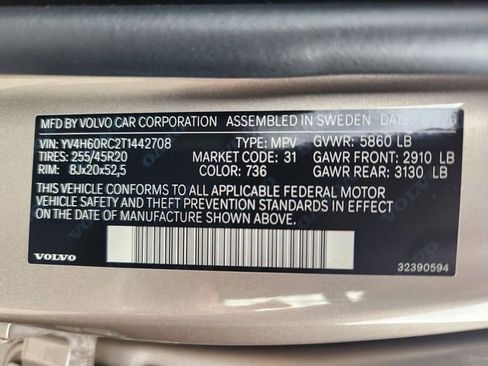 MFD BY VOLVO CAR CORPORATION ASSEMBLED IN SWEDEN DATE:
VIN: YV4H60RC2T1442708 TYPE: MPV GVWR: 5860 LB
TIRES: 255/45R20 MARKET CODE: 31 GAWR FRONT: 2910 LB
RIM: 8Jx20x52,5 COLOR: 736 GAWR REAR: 3130 LB
THIS VEHICLE CONFORMS TO ALL APPLICABLE FEDERAL MOTOR
VEHICLE SAFETY AND THEFT PREVENTION STANDARDS IN EFFECT
ON THE DATE OF MANUFACTURE SHOWN ABOVE.
VOLVO
32390594